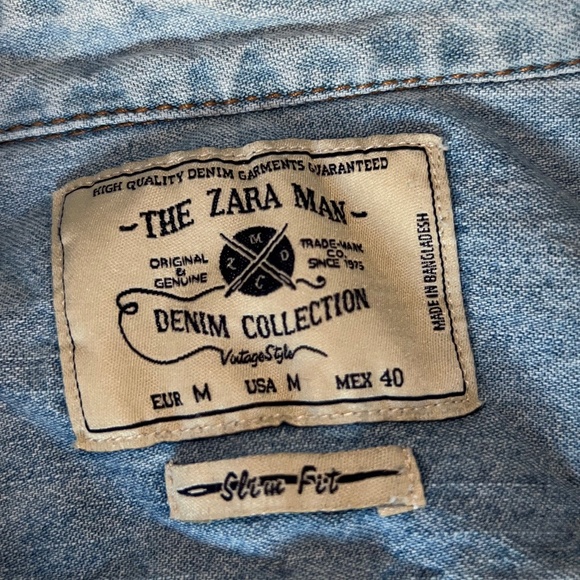 HIGH QUALITY DENIM GARMENTS GUARANTEED
-THE ZARA MAN-
ORIGINAL & GENUINE
M
Z D
C
TRADE-MARK CO. SINCE 1975
DENIM COLLECTION
Vintage Style
EUR M USA M MEX 40
MADE IN BANGLADESH
Slim Fit